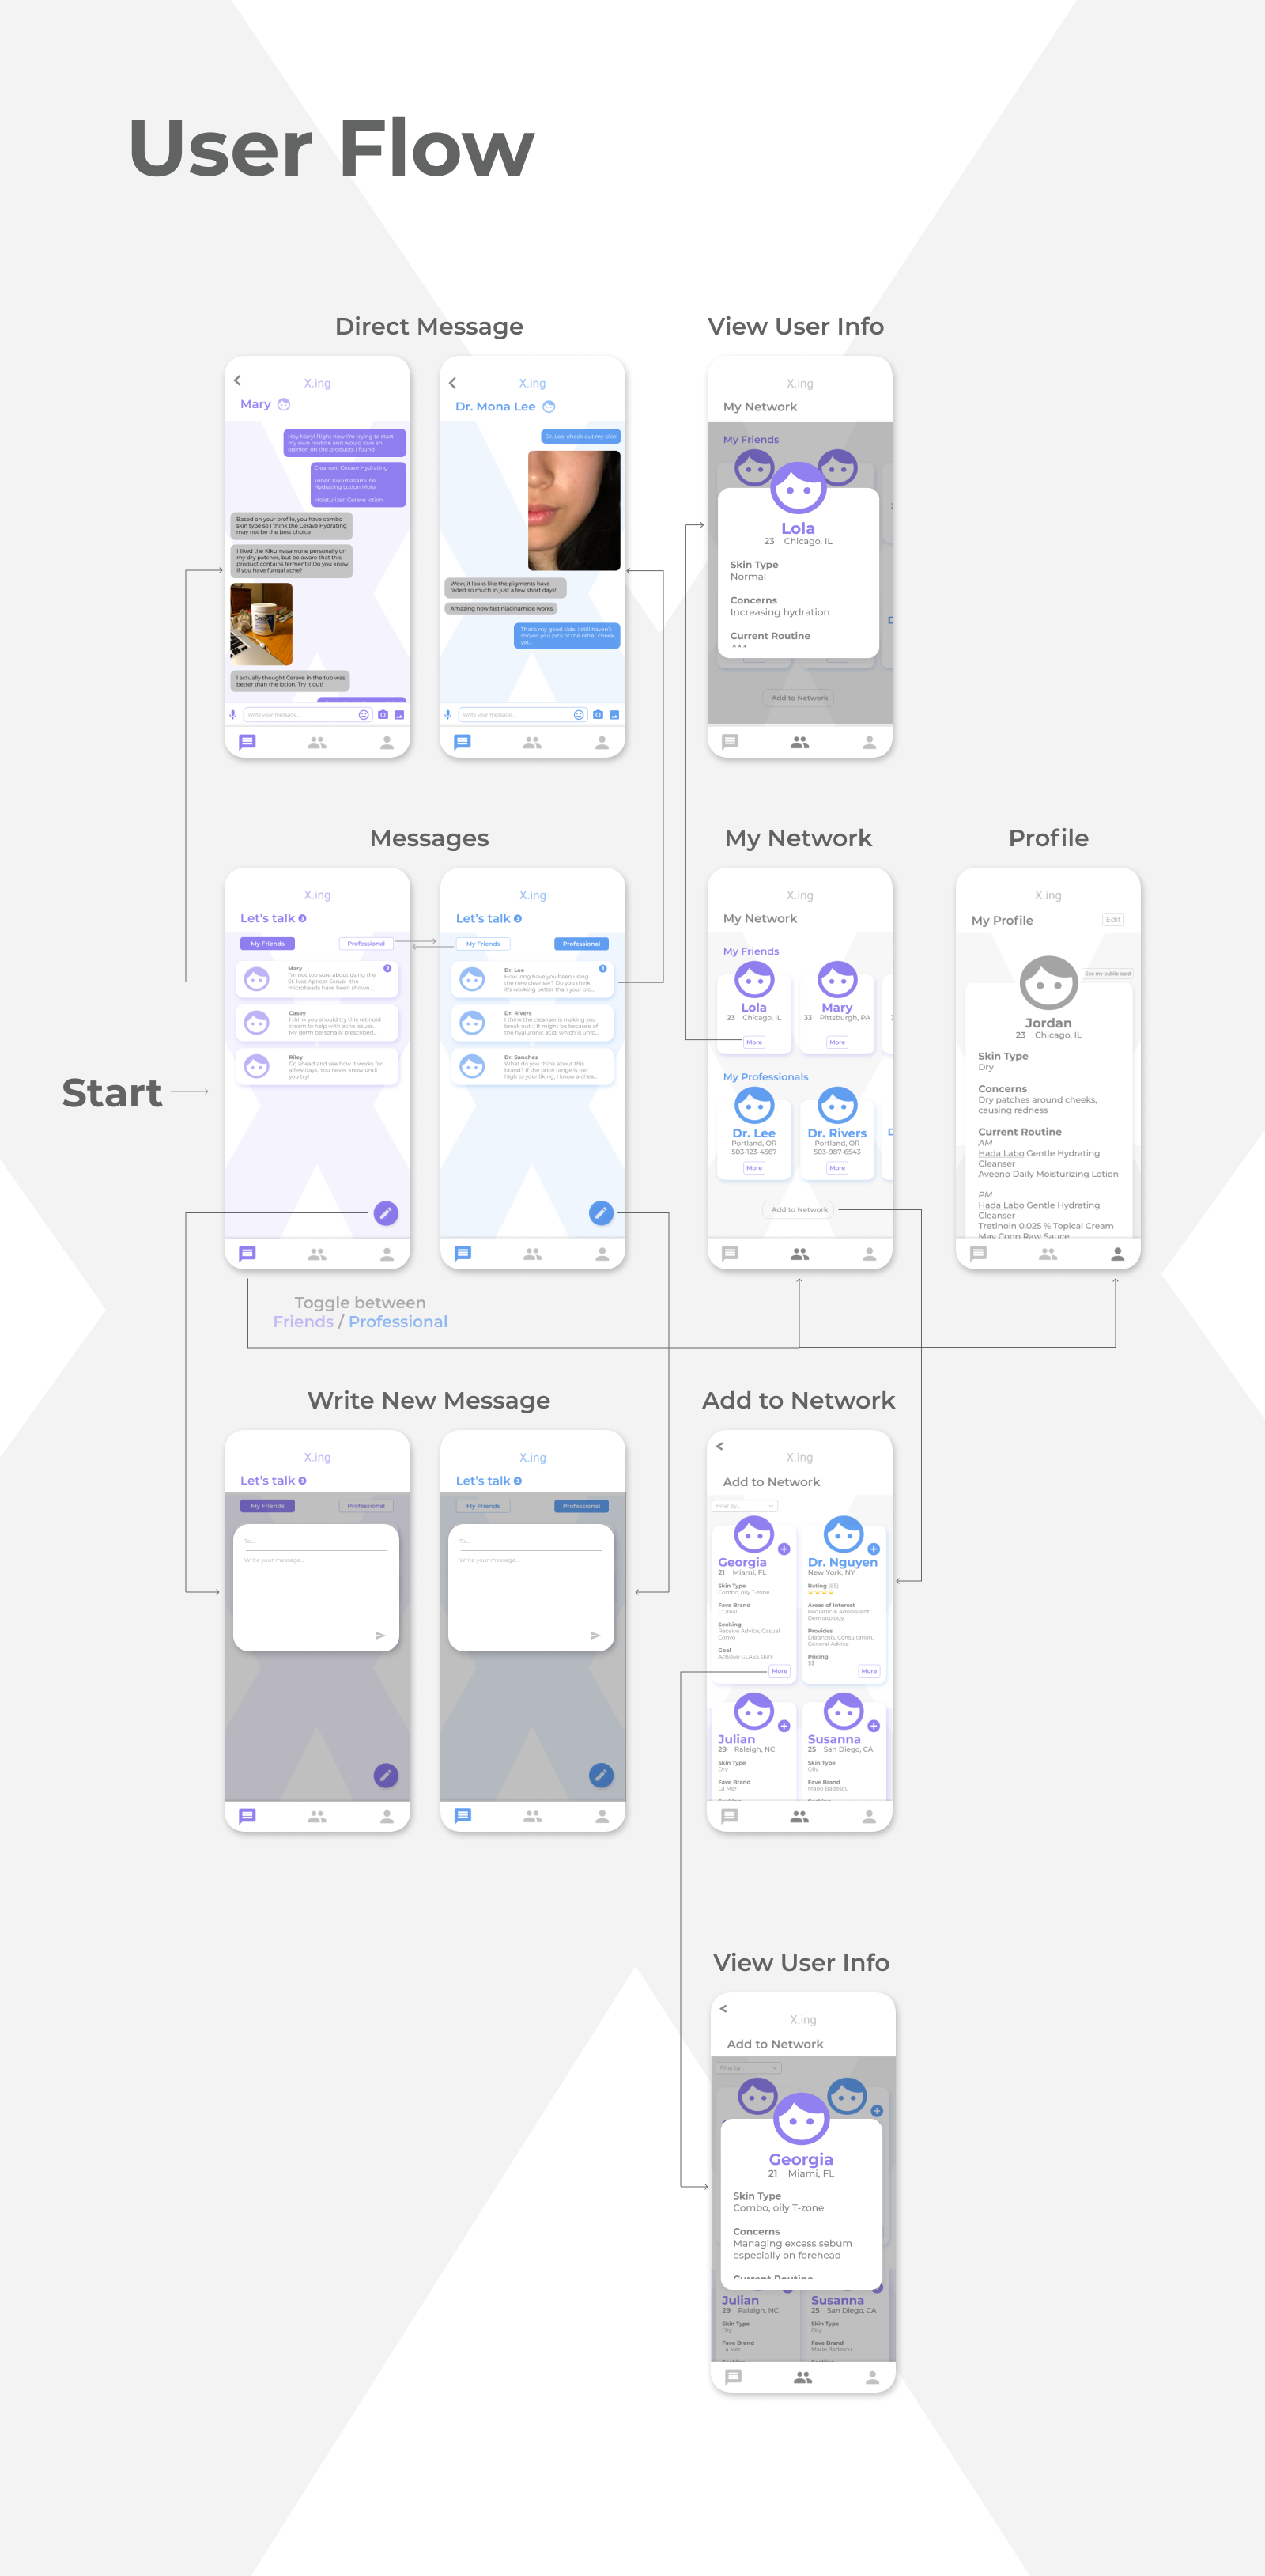 User Flow
Direct Message
X.ing
Mary
Hey Mary! Right now I'm trying to start
my own routine and would love an
opinion on the products I found
Cleanser: Cerave Hydrating
Toner: Kikumasamune
Hydrating Lotion Moist
Moisturizer: Cerave lotion
Based on your profile, you have combo
skin type so I think the Cerave Hydrating
may not be the best choice
I liked the Kikumasamune personally on
my dry patches, but be aware that this
product contains ferments! Do you know
if you have fungal acne?
I actually thought Cerave in the tub was
better than the lotion. Try it out!
Write your message...
X.ing
Dr. Mona Lee
Dr. Lee, check out my skin!
Wow, it looks like the pigments have
faded so much in just a few short days!
Amazing how fast niacinamide works
That's my good side. I still haven't
shown you pics of the other cheek
yet...
Write your message...
View User Info
X.ing
My Network
My Friends
Lola
23 Chicago, IL
Skin Type
Normal
Concerns
Increasing hydration
Current Routine
Add to Network
Messages
X.ing
Let's talk
My Friends
Professional
Mary
2
I'm not too sure about using the
St. Ives Apricot Scrub--the
microbeads have been shown...
Casey
I think you should try this retinoid
cream to help with acne issues.
My derm personally prescribed...
Riley
Go ahead and see how it works for
a few days. You never know until
you try!
X.ing
Let's talk
My Friends
Professional
Dr. Lee
1
How long have you been using
the new cleanser? Do you think
it's working better than your old...
Dr. Rivers
I think the cleanser is making you
break out :( It might be because of
the hyaluronic acid, which is unfo...
Dr. Sanchez
What do you think about this
brand? If the price range is too
high to your liking, I know a chea...
Start
Toggle between
Friends / Professional
My Network
X.ing
My Network
My Friends
Lola
23 Chicago, IL
More
Mary
33 Pittsburgh, PA
More
My Professionals
Dr. Lee
Portland, OR
503-123-4567
More
Dr. Rivers
Portland, OR
503-987-6543
More
D
Add to Network
Profile
X.ing
My Profile
Edit
See my public card
Jordan
23 Chicago, IL
Skin Type
Dry
Concerns
Dry patches around cheeks,
causing redness
Current Routine
AM
Hada Labo Gentle Hydrating
Cleanser
Aveeno Daily Moisturizing Lotion
PM
Hada Labo Gentle Hydrating
Cleanser
Tretinoin 0.025 % Topical Cream
May Coop Raw Sauce
Write New Message
X.ing
Let's talk
My Friends
Professional
To...
Write your message...
X.ing
Let's talk
My Friends
Professional
To...
Write your message...
Add to Network
X.ing
Add to Network
Filter by...
Georgia
21 Miami, FL
Skin Type
Combo, oily T-zone
Fave Brand
L'Oreal
Seeking
Receive Advice, Casual
Convo
Goal
Achieve GLASS skin!
More
Dr. Nguyen
New York, NY
Rating (85)
Areas of Interest
Pediatric & Adolescent
Dermatology
Provides
Diagnosis, Consultation,
General Advice
Pricing
$$
More
Julian
29 Raleigh, NC
Skin Type
Dry
Fave Brand
La Mer
Susanna
25 San Diego, CA
Skin Type
Oily
Fave Brand
Mario Badescu
View User Info
X.ing
Add to Network
Filter by...
Georgia
21 Miami, FL
Skin Type
Combo, oily T-zone
Concerns
Managing excess sebum
especially on forehead
Current Routine
Julian
29 Raleigh, NC
Skin Type
Dry
Fave Brand
La Mer
Susanna
25 San Diego, CA
Skin Type
Oily
Fave Brand
Mario Badescu